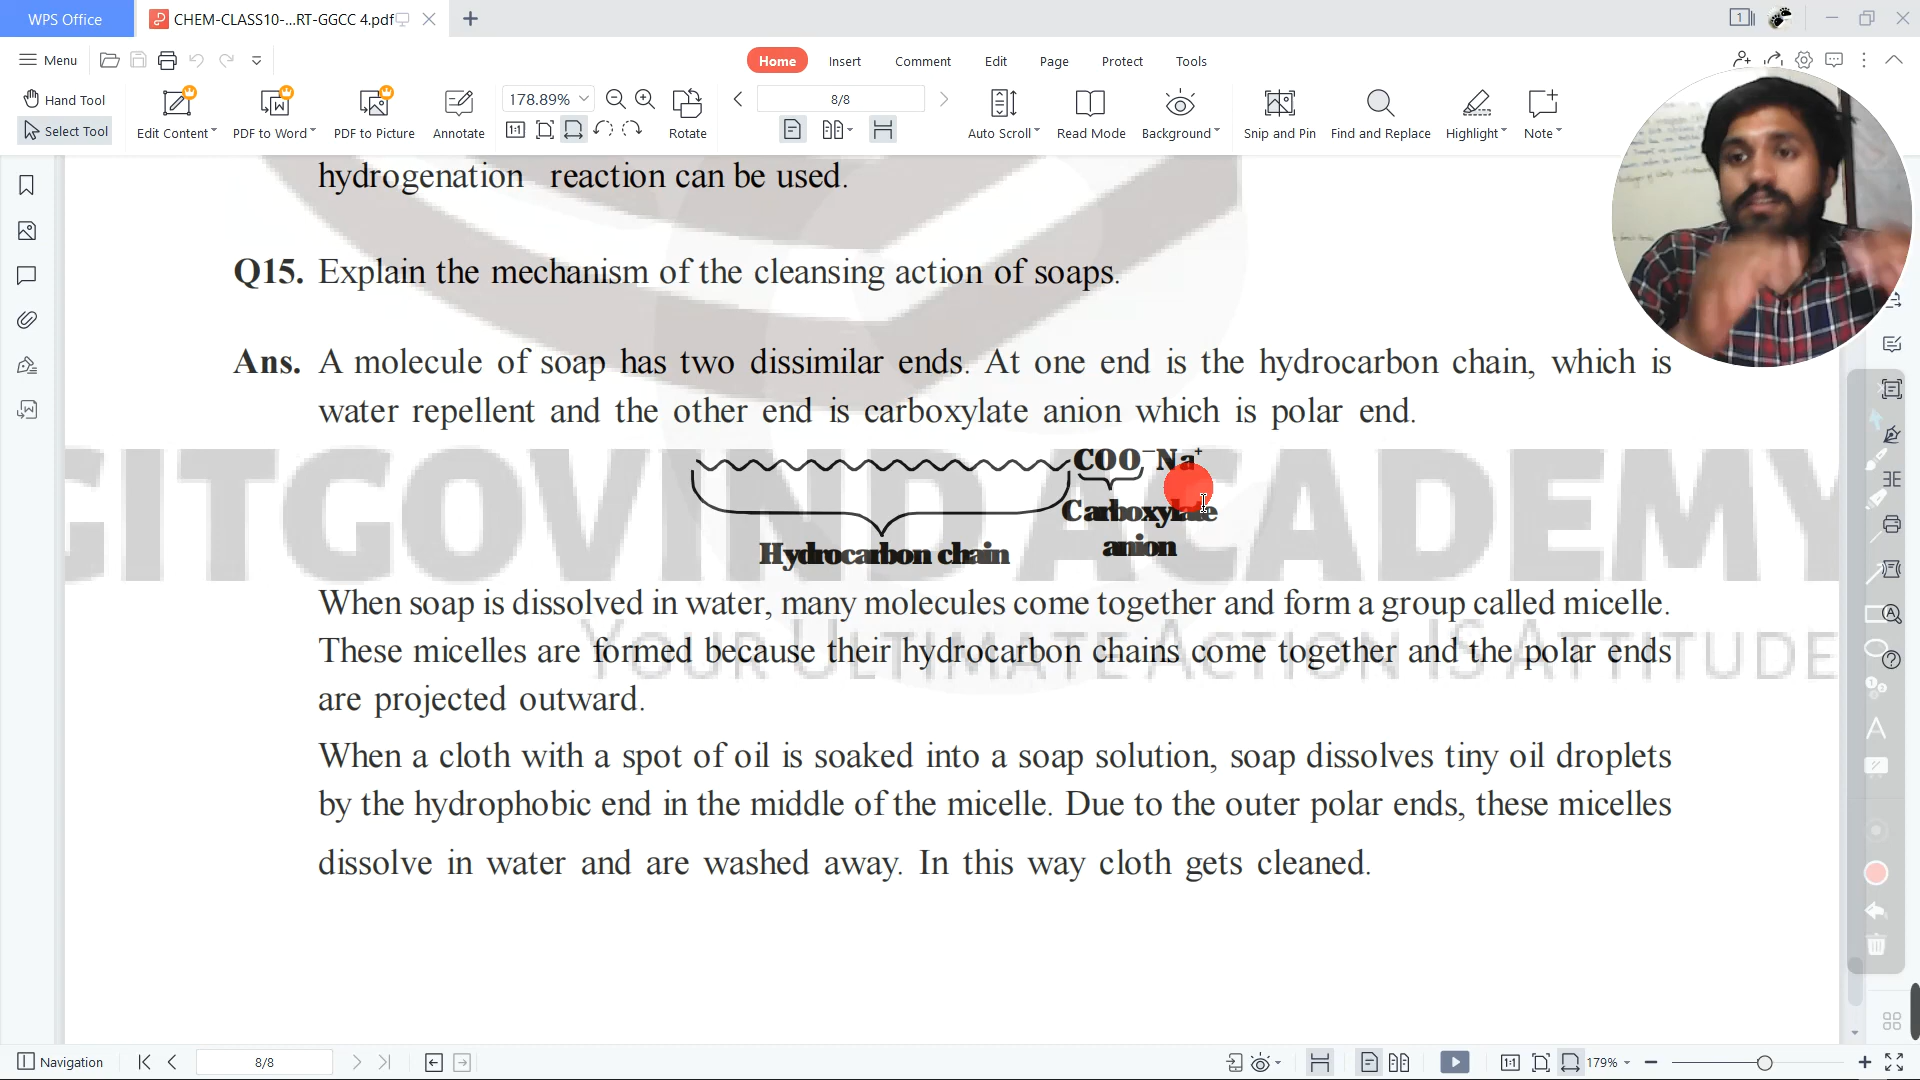 WPS Office
CHEM-CLASS10-...RT-GGCC 4.pdf
1
Menu
Home Insert Comment Edit Page Protect Tools
Hand Tool
Select Tool
Edit Content
PDF to Word
PDF to Picture
Annotate
178.89%
1:1
Rotate
8/8
Auto Scroll
Read Mode
Background
Snip and Pin
Find and Replace
Highlight
Note
hydrogenation reaction can be used.
Q15. Explain the mechanism of the cleansing action of soaps.
Ans. A molecule of soap has two dissimilar ends. At one end is the hydrocarbon chain, which is
water repellent and the other end is carboxylate anion which is polar end.
COO⁻Na⁺
Carboxylate
anion
Hydrocarbon chain
GITGOVIND ACADEMY
When soap is dissolved in water, many molecules come together and form a group called micelle.
YOUR ULTIMATE ACTION IS ATTITUDE
These micelles are formed because their hydrocarbon chains come together and the polar ends
are projected outward.
When a cloth with a spot of oil is soaked into a soap solution, soap dissolves tiny oil droplets
by the hydrophobic end in the middle of the micelle. Due to the outer polar ends, these micelles
dissolve in water and are washed away. In this way cloth gets cleaned.
Navigation
8/8
1:1
179%